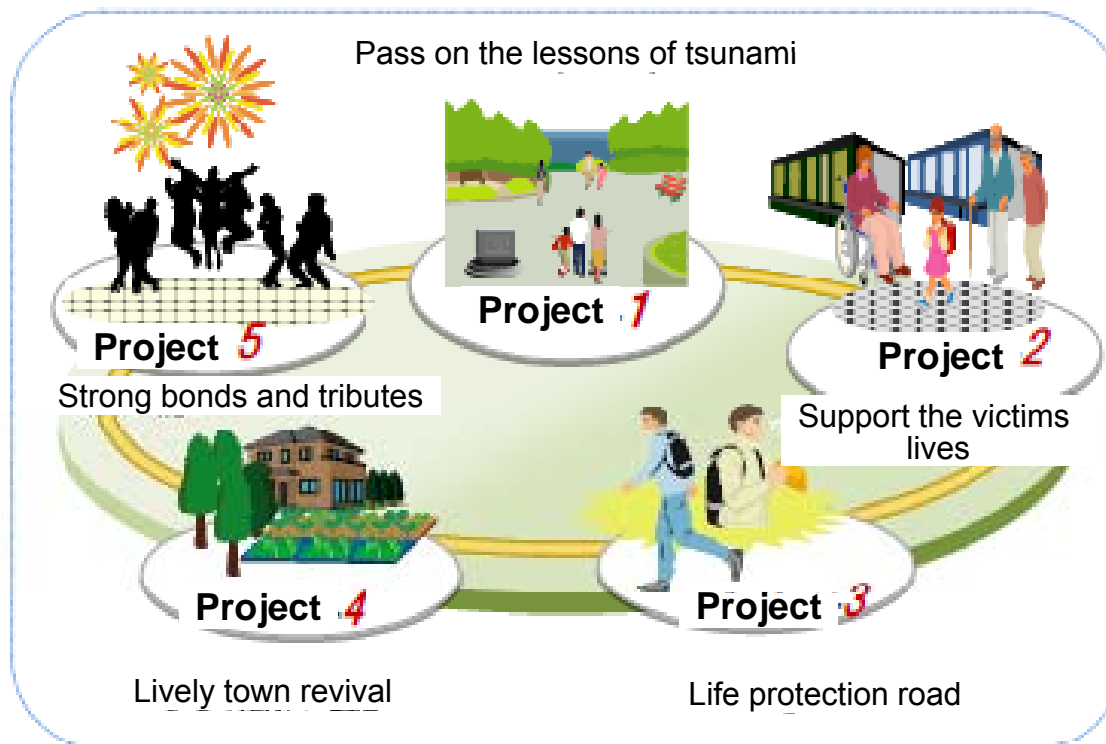 Pass on the lessons of tsunami
Project 1
Project 2
Support the victims
lives
Project 3
Life protection road
Project 4
Lively town revival
Project 5
Strong bonds and tributes